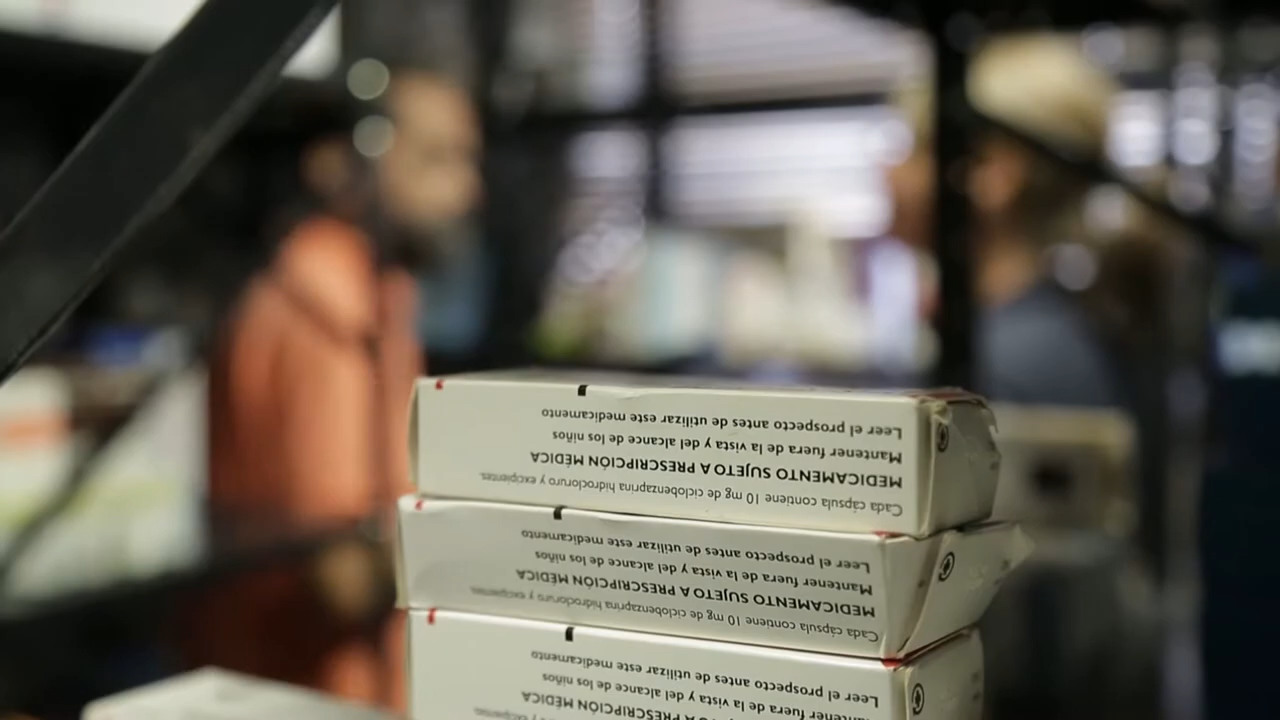 Cada cápsula contiene 10 mg de ciclobenzaprina hidrocloruro y excipientes.
MEDICAMENTO SUJETO A PRESCRIPCIÓN MÉDICA
Mantener fuera de la vista y del alcance de los niños
Leer el prospecto antes de utilizar este medicamento
Cada cápsula contiene 10 mg de ciclobenzaprina hidrocloruro y excipientes.
MEDICAMENTO SUJETO A PRESCRIPCIÓN MÉDICA
Mantener fuera de la vista y del alcance de los niños
Leer el prospecto antes de utilizar este medicamento
A PRESCRIPCIÓN MÉDICA
Mantener fuera de la vista y del alcance de los niños
Leer el prospecto antes de utilizar este medicamento